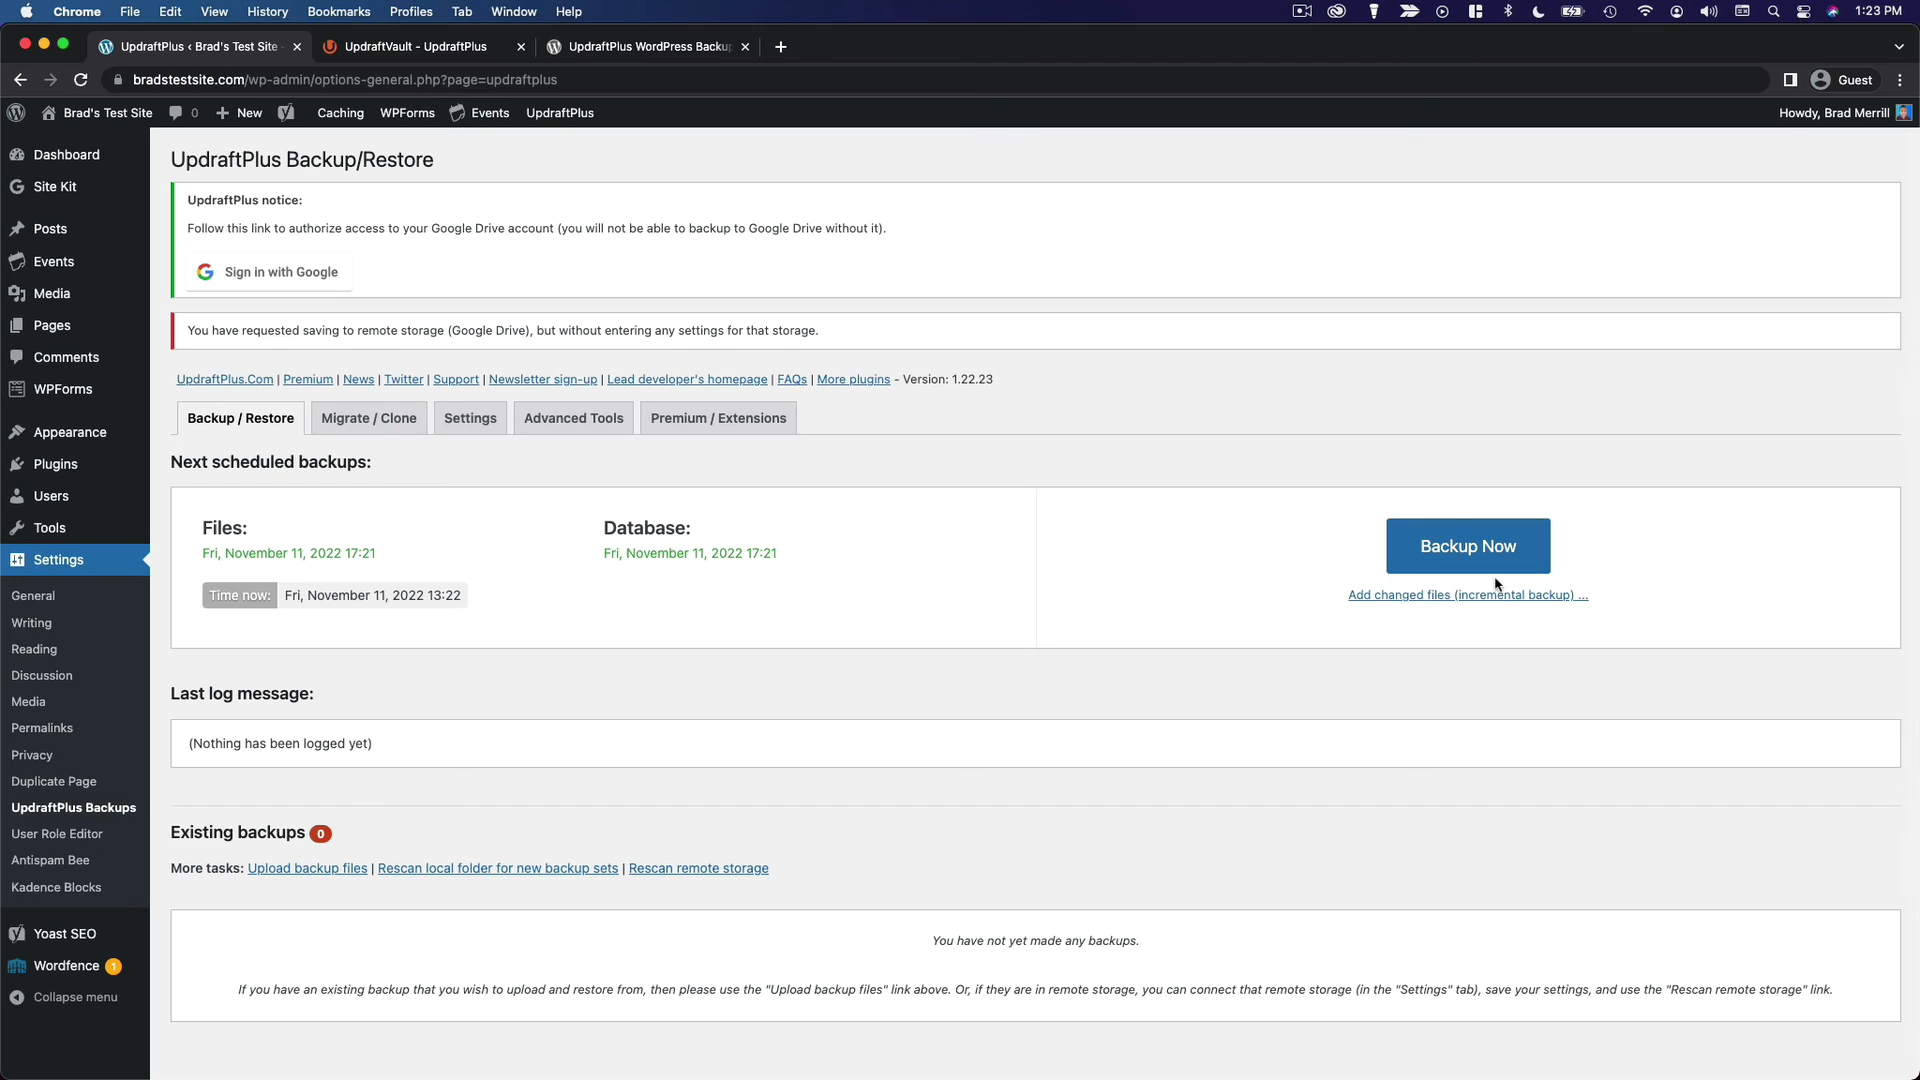 Chrome File Edit View History Bookmarks Profiles Tab Window Help 1:23 PM
UpdraftPlus ‹ Brad's Test Site - UpdraftVault - UpdraftPlus UpdraftPlus WordPress Backup
bradstestsite.com/wp-admin/options-general.php?page=updraftplus Guest
Brad's Test Site 0 New Caching WPForms Events UpdraftPlus Howdy, Brad Merrill
Dashboard
Site Kit
Posts
Events
Media
Pages
Comments
WPForms
Appearance
Plugins
Users
Tools
Settings
General
Writing
Reading
Discussion
Media
Permalinks
Privacy
Duplicate Page
UpdraftPlus Backups
User Role Editor
Antispam Bee
Kadence Blocks
Yoast SEO
Wordfence 1
Collapse menu
UpdraftPlus Backup/Restore
UpdraftPlus notice:
Follow this link to authorize access to your Google Drive account (you will not be able to backup to Google Drive without it).
Sign in with Google
You have requested saving to remote storage (Google Drive), but without entering any settings for that storage.
UpdraftPlus.Com | Premium | News | Twitter | Support | Newsletter sign-up | Lead developer's homepage | FAQs | More plugins - Version: 1.22.23
Backup / Restore Migrate / Clone Settings Advanced Tools Premium / Extensions
Next scheduled backups:
Files: Database:
Fri, November 11, 2022 17:21 Fri, November 11, 2022 17:21
Time now: Fri, November 11, 2022 13:22
Backup Now
Add changed files (incremental backup) ...
Last log message:
(Nothing has been logged yet)
Existing backups 0
More tasks: Upload backup files | Rescan local folder for new backup sets | Rescan remote storage
You have not yet made any backups.
If you have an existing backup that you wish to upload and restore from, then please use the "Upload backup files" link above. Or, if they are in remote storage, you can connect that remote storage (in the "Settings" tab), save your settings, and use the "Rescan remote storage" link.